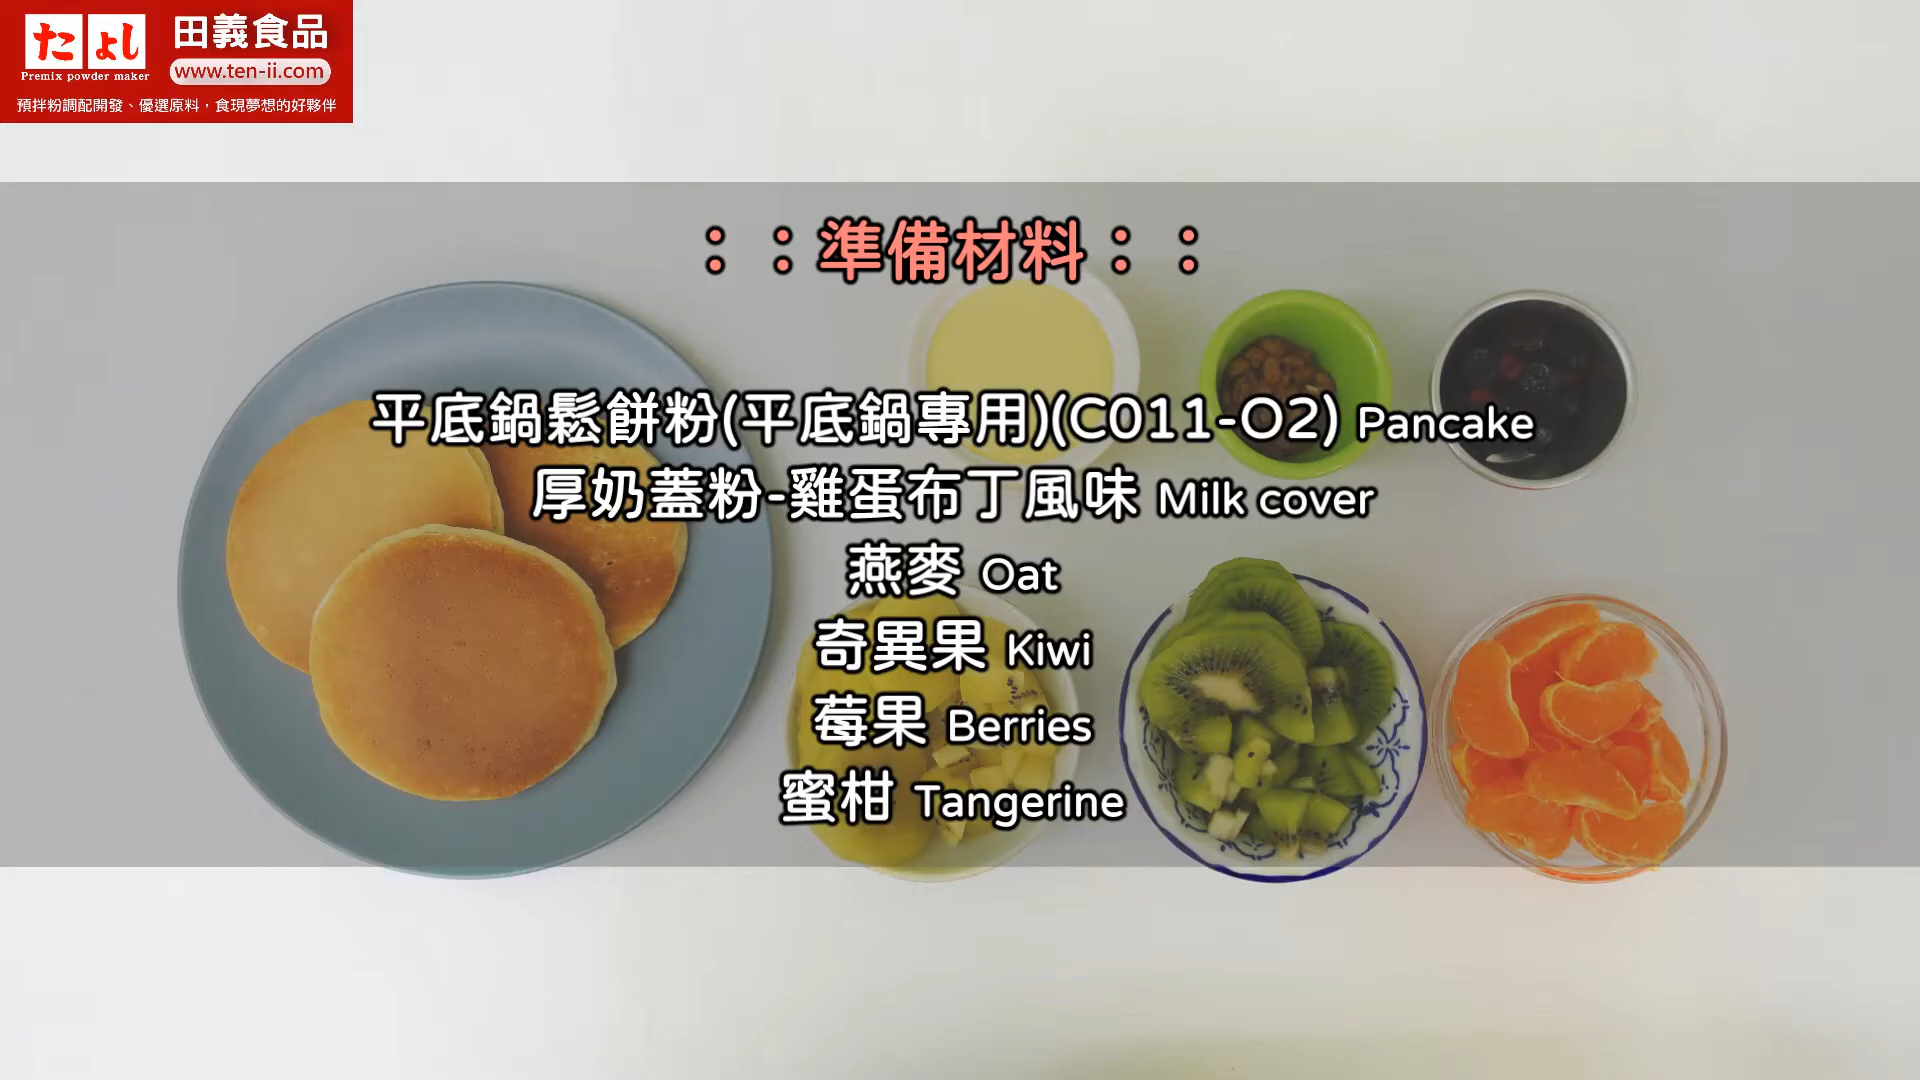 たよし
Premix powder maker
田義食品
www.ten-ii.com
預拌粉調配開發、優選原料，食現夢想的好夥伴
：：準備材料：：
平底鍋鬆餅粉(平底鍋專用)(C011-O2) Pancake
厚奶蓋粉-雞蛋布丁風味 Milk cover
燕麥 Oat
奇異果 Kiwi
莓果 Berries
蜜柑 Tangerine